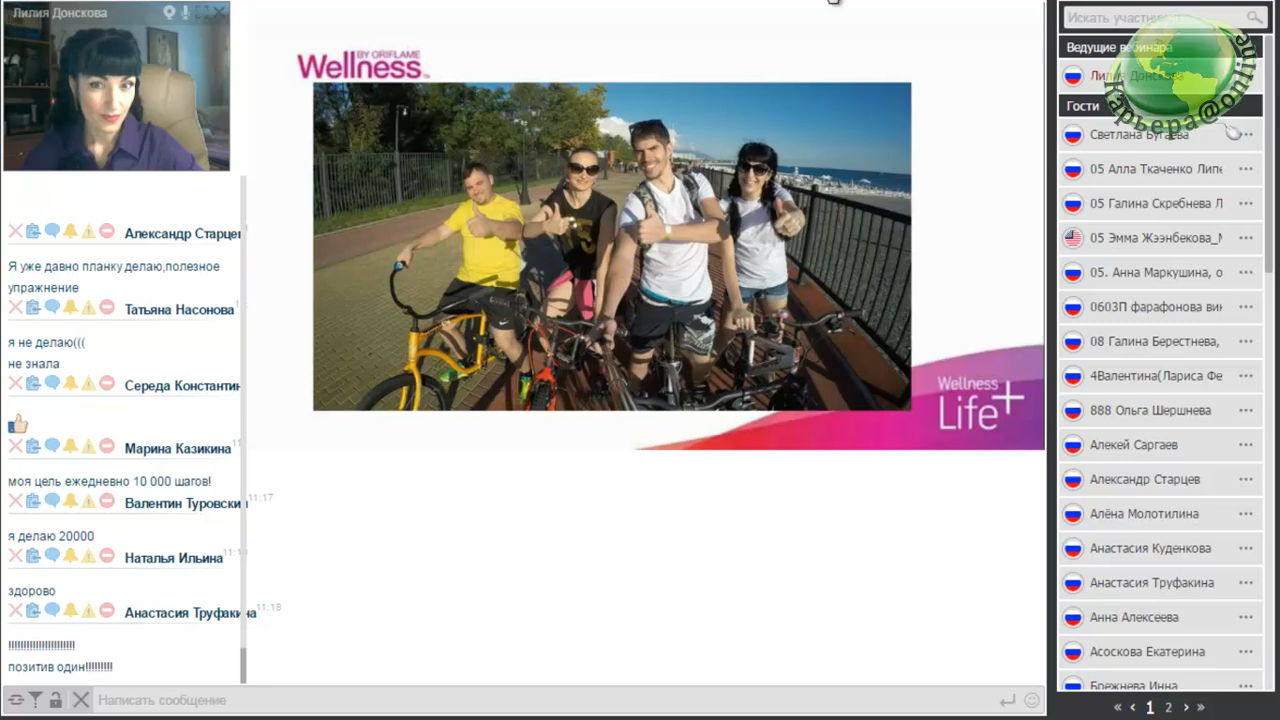 Лилия Донскова
Александр Старцев
Я уже давно планку делаю,полезное
упражнение
Татьяна Насонова
я не делаю(((
не знала
Середа Константин
Марина Казикина
моя цель ежедневно 10 000 шагов!
Валентин Туровский 11:17
я делаю 20000
Наталья Ильина
здорово
Анастасия Труфакина 11:18
!!!!!!!!!!!!!!!!!!!!!!
позитив один!!!!!!!!!
Написать сообщение
BY ORIFLAME
Wellness
Wellness
Life+
Искать участника
Ведущие вебинара
Лилия Донскова
карьера@online
Гости
Светлана Бугаева
05 Алла Ткаченко Липе
05 Галина Скребнева Л
05 Эмма Жээнбекова_М
05. Анна Маркушина, о
0603П фарафонова вик
08 Галина Берестнева,
4Валентина(Лариса Фе
888 Ольга Шершнева
Алекей Саргаев
Александр Старцев
Алёна Молотилина
Анастасия Куденкова
Анастасия Труфакина
Анна Алексеева
Асоскова Екатерина
Брежнева Инна
« ‹ 1 2 › »